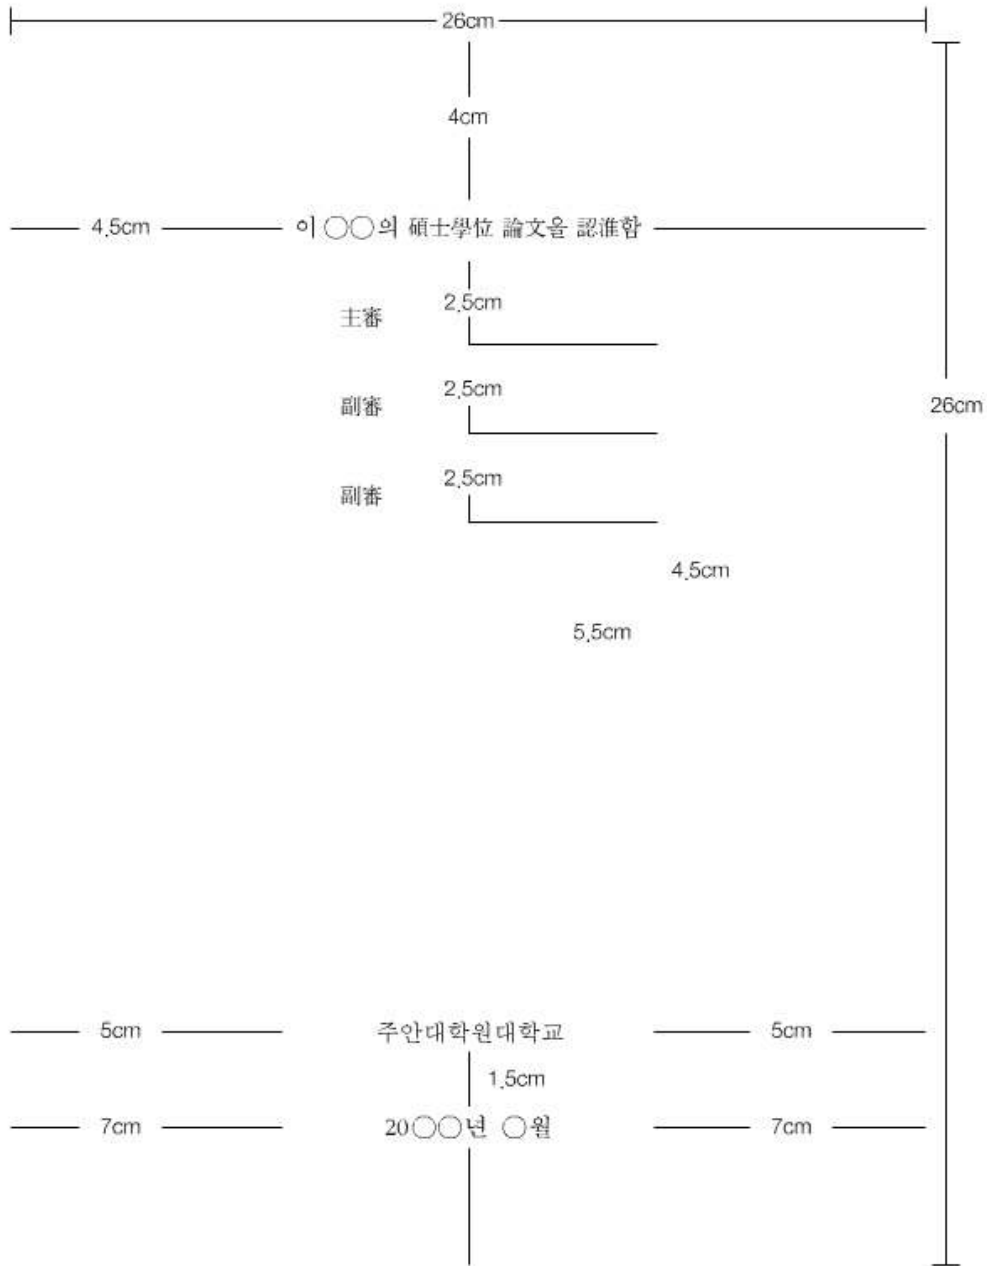 26cm
4cm
4.5cm 이 ○○의 碩士學位 論文을 認准함
2.5cm
主審
2.5cm
副審
26cm
2.5cm
副審
4.5cm
5.5cm
5cm 주안대학원대학교 5cm
1.5cm
7cm 20○○년 ○월 7cm